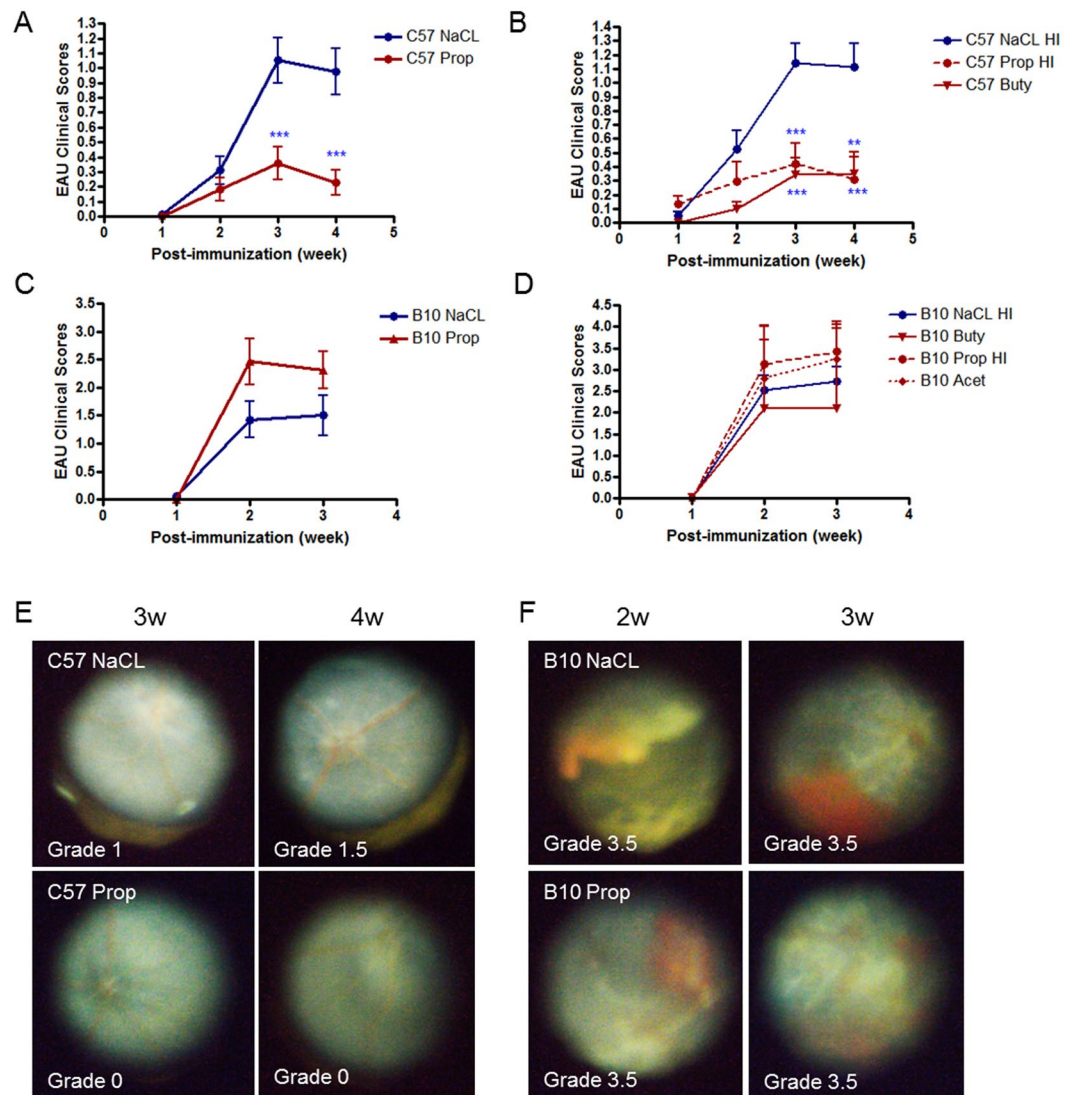 A
1.3
1.2
1.1
1.0
0.9
0.8
0.7
0.6
0.5
0.4
0.3
0.2
0.1
0.0
EAU Clinical Scores
C57 NaCL
C57 Prop
***
***
0
1
2
3
4
5
Post-immunization (week)
B
1.4
1.3
1.2
1.1
1.0
0.9
0.8
0.7
0.6
0.5
0.4
0.3
0.2
0.1
0.0
EAU Clinical Score
C57 NaCL HI
C57 Prop HI
C57 Buty
***
**
***
***
0
1
2
3
4
5
Post-immunization (week)
C
3.5
3.0
2.5
2.0
1.5
1.0
0.5
0.0
EAU Clinical Scores
B10 NaCL
B10 Prop
0
1
2
3
4
Post-immunization (week)
D
4.5
4.0
3.5
3.0
2.5
2.0
1.5
1.0
0.5
0.0
EAU Clinical Scores
B10 NaCL HI
B10 Buty
B10 Prop HI
B10 Acet
0
1
2
3
4
Post-immunization (week)
E
3w
4w
C57 NaCL
Grade 1
Grade 1.5
C57 Prop
Grade 0
Grade 0
F
2w
3w
B10 NaCL
Grade 3.5
Grade 3.5
B10 Prop
Grade 3.5
Grade 3.5